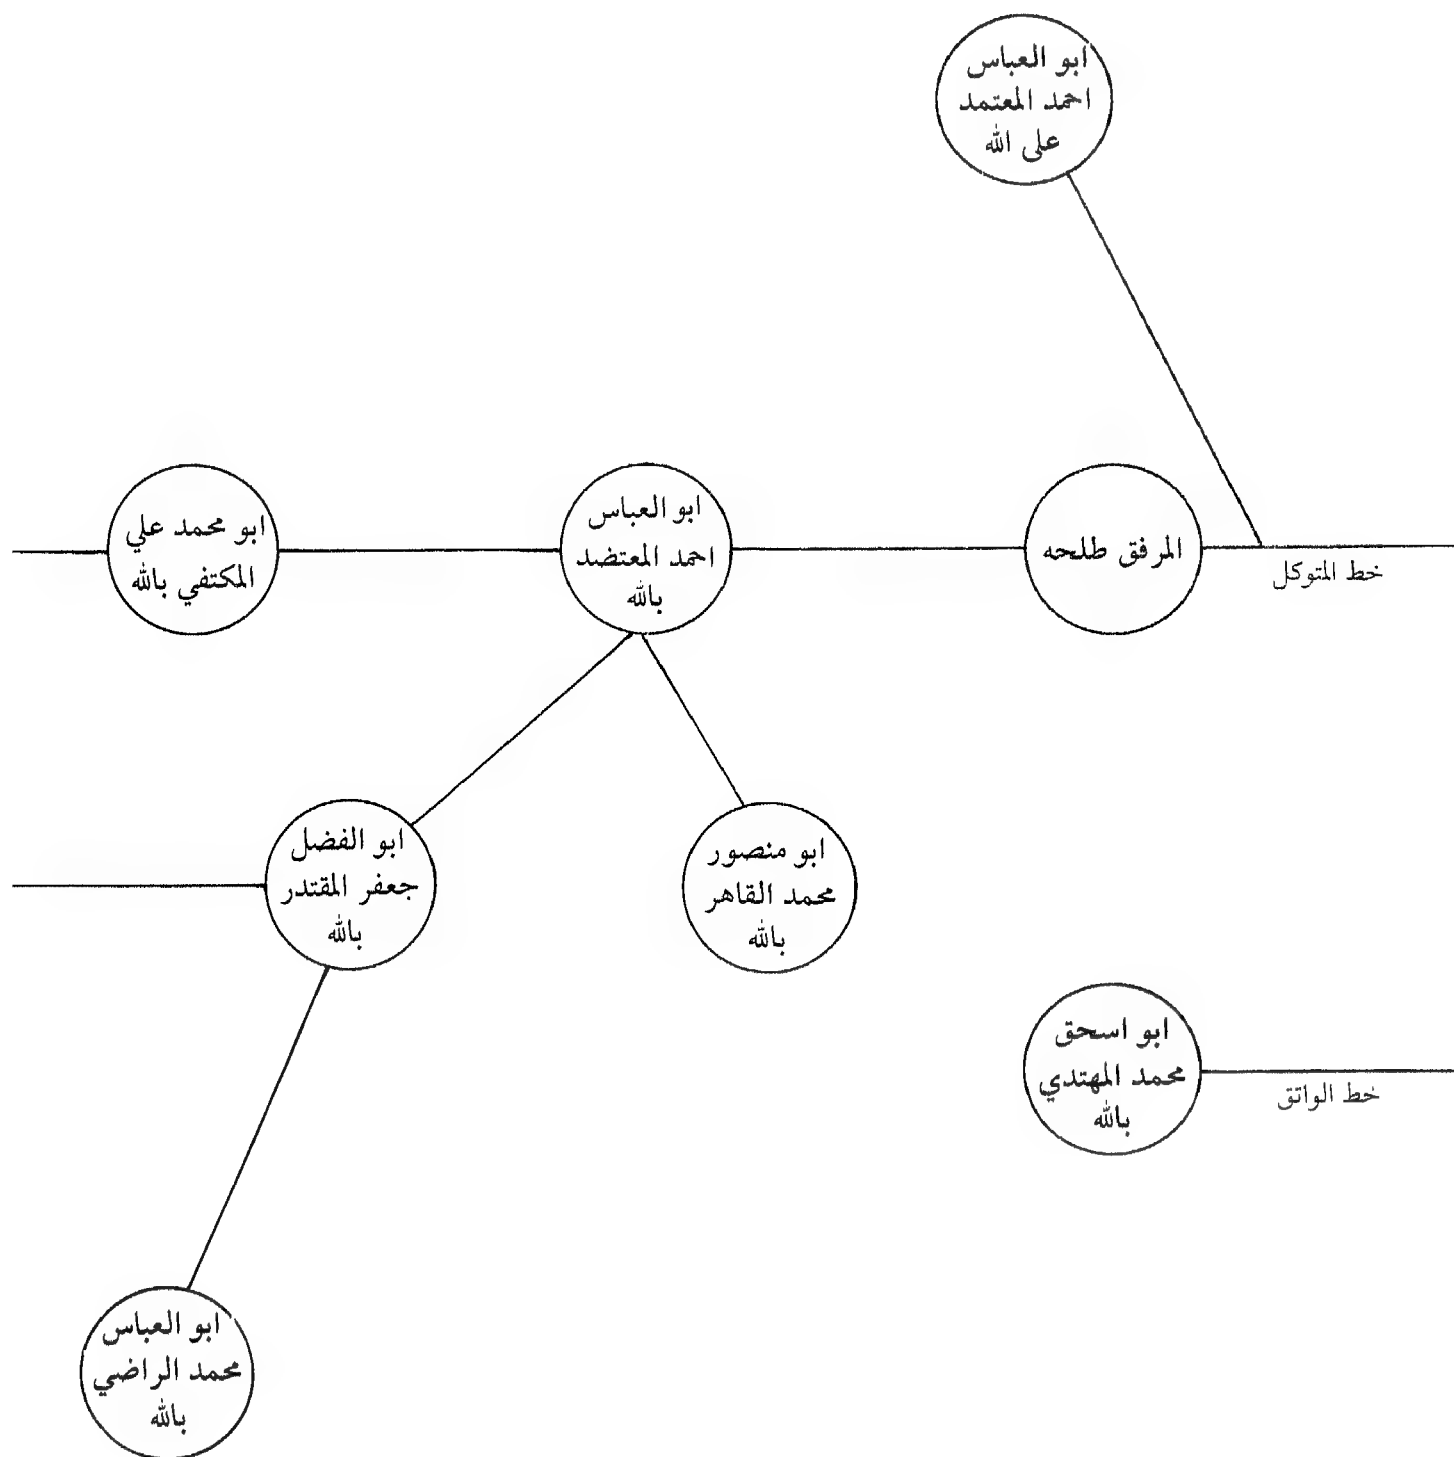 ابو العباس
احمد المعتمد
على الله
المرفق طلحه
خط المتوكل
ابو العباس
احمد المعتضد
بالله
ابو محمد علي
المكتفي بالله
ابو منصور
محمد القاهر
بالله
ابو الفضل
جعفر المقتدر
بالله
ابو اسحق
محمد المهتدي
بالله
خط الواتق
ابو العباس
محمد الراضي
بالله